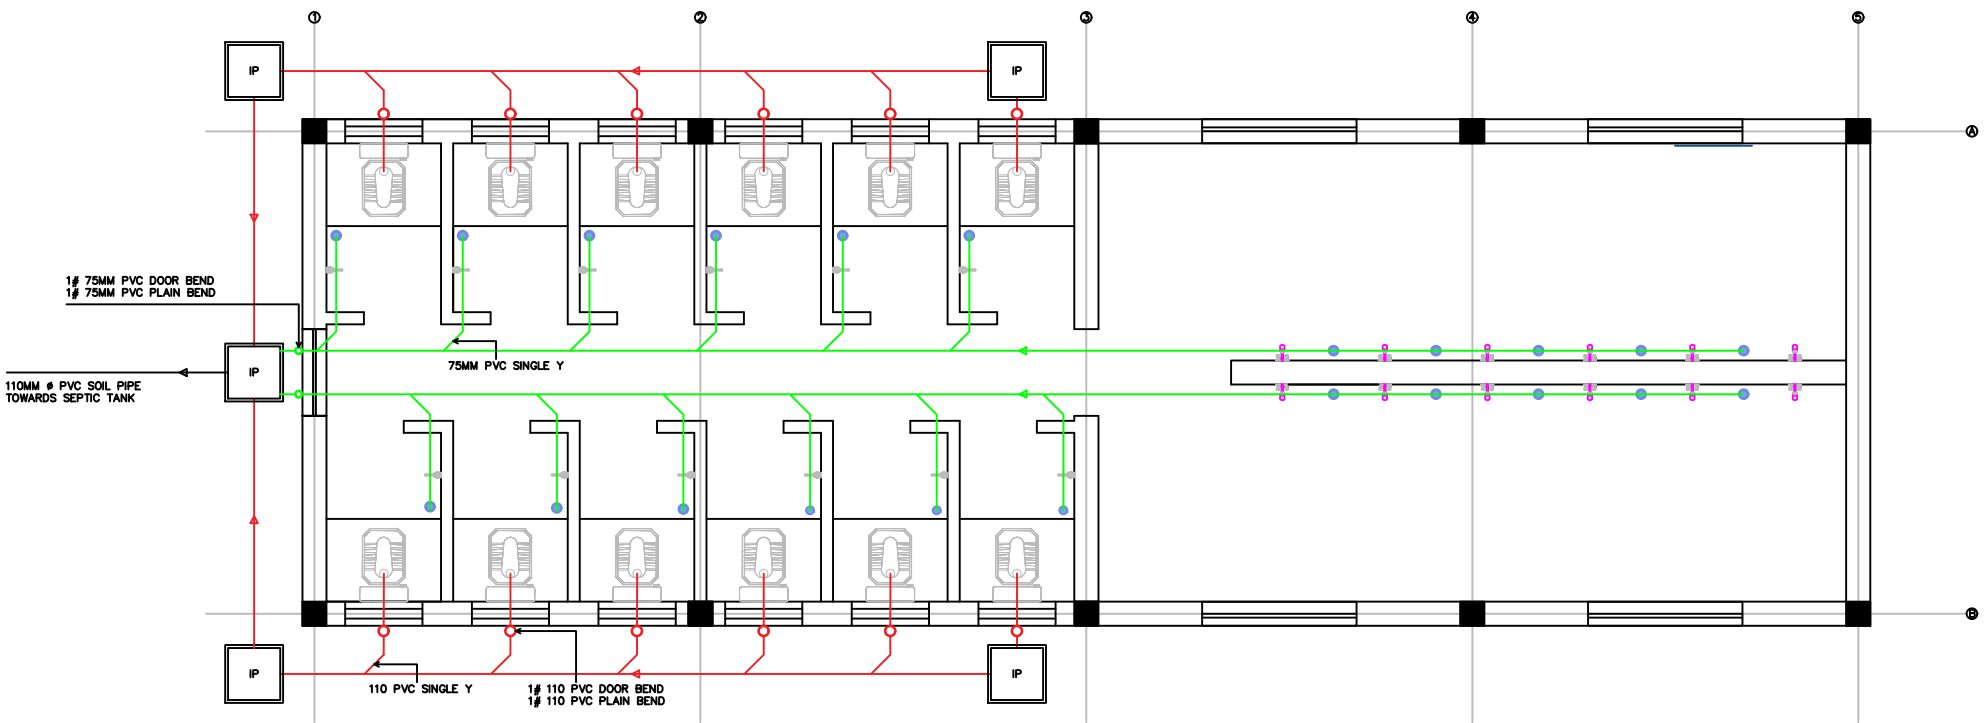 1
2
3
4
5
IP
IP
A
1# 75MM PVC DOOR BEND
1# 75MM PVC PLAIN BEND
75MM PVC SINGLE Y
IP
110MM ø PVC SOIL PIPE
TOWARDS SEPTIC TANK
B
IP
IP
110 PVC SINGLE Y
1# 110 PVC DOOR BEND
1# 110 PVC PLAIN BEND